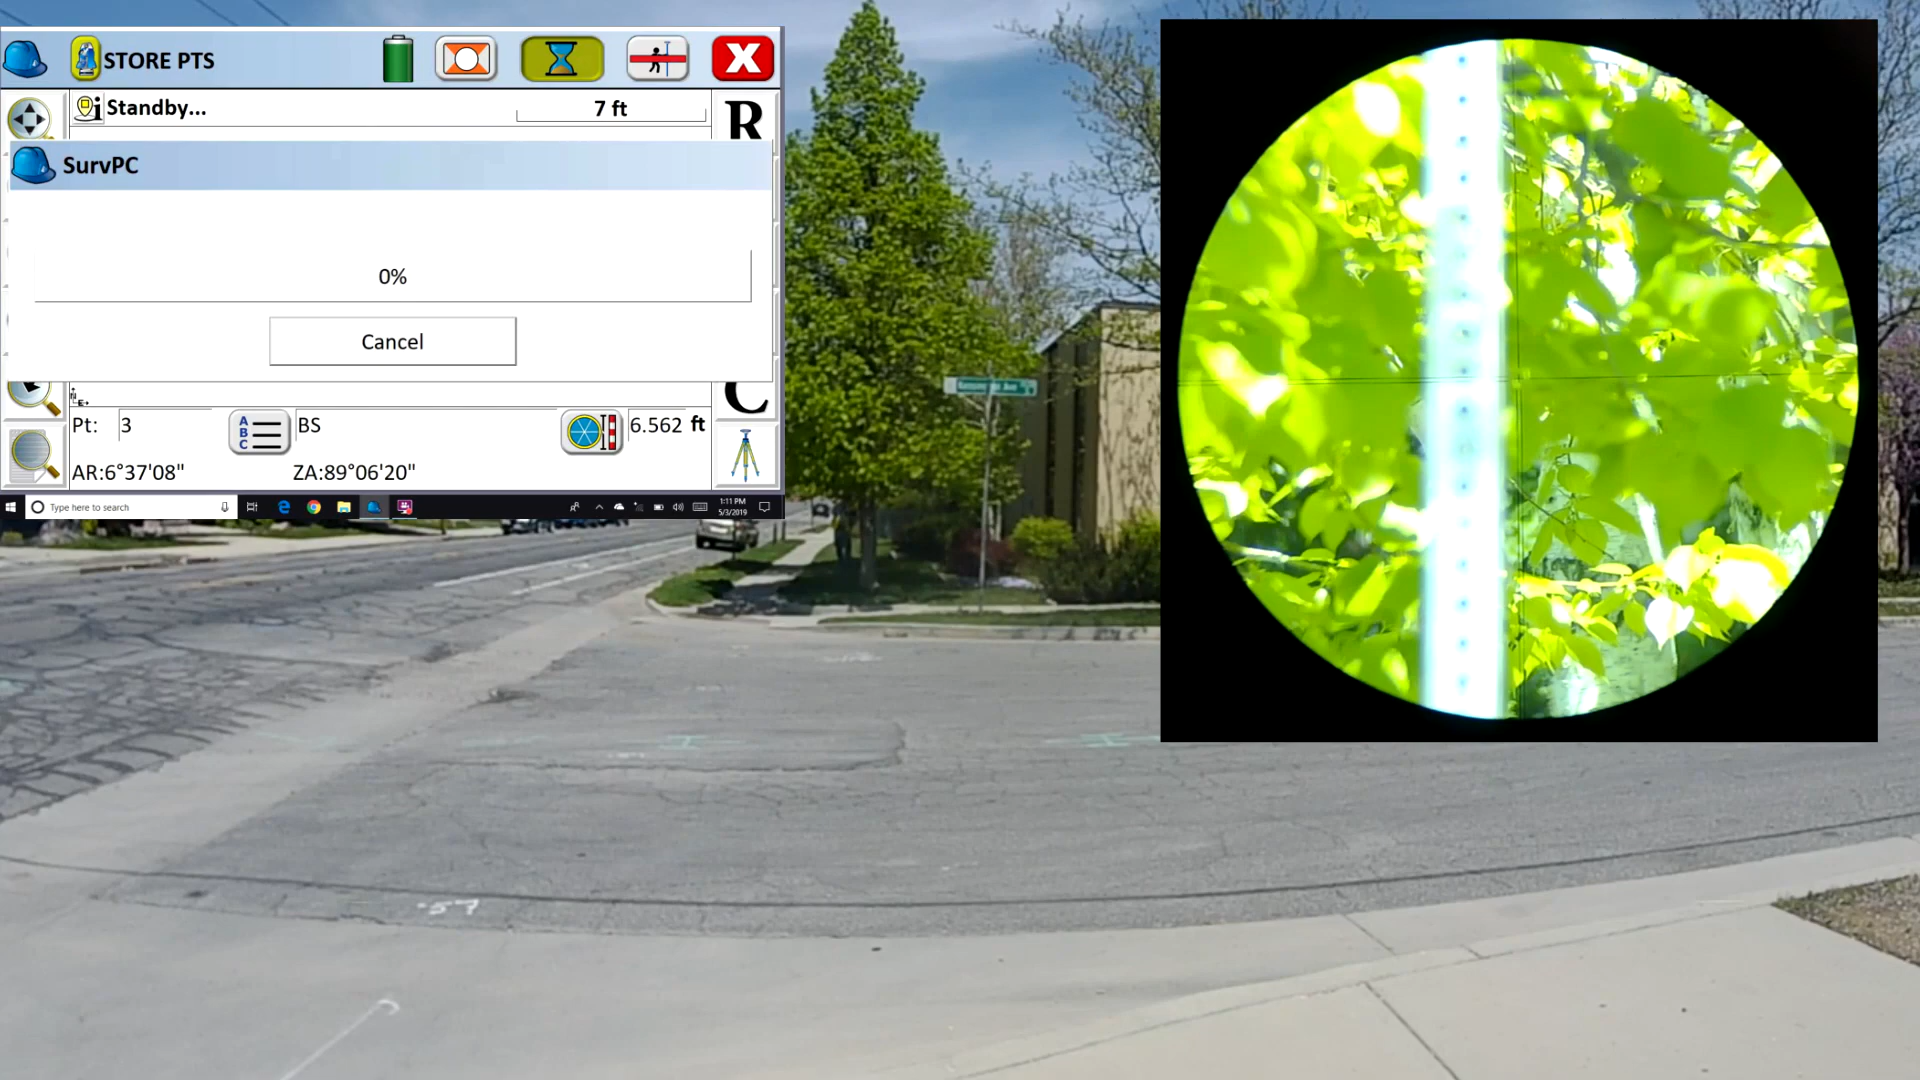 STORE PTS
Standby...
7 ft
R
SurvPC
0%
Cancel
C
Pt: 3
A
B
C
BS
6.562 ft
AR:6°37'08"
ZA:89°06'20"
Type here to search
1:11 PM
5/3/2019